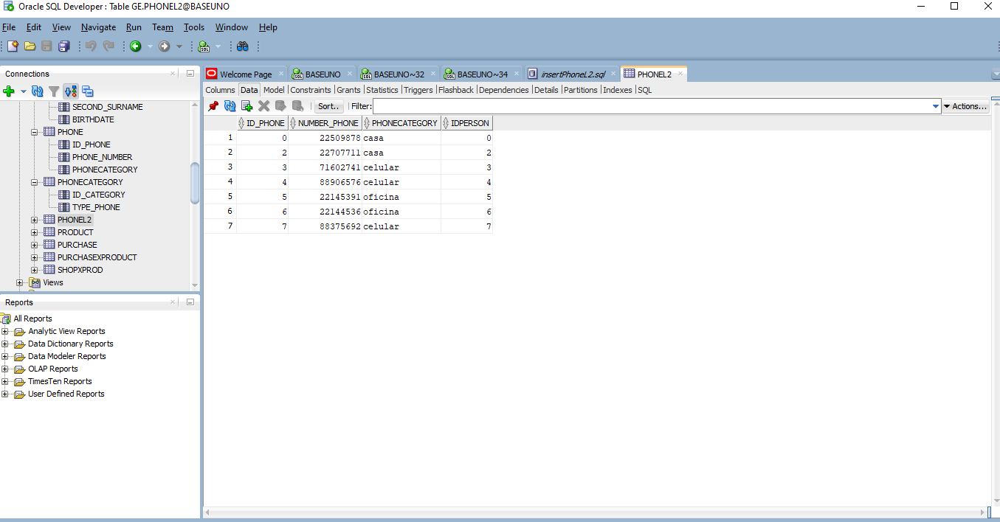 Oracle SQL Developer : Table GE.PHONEL2@BASEUNO
File Edit View Navigate Run Team Tools Window Help
Connections
SECOND_SURNAME
BIRTHDATE
PHONE
ID_PHONE
PHONE_NUMBER
PHONECATEGORY
PHONECATEGORY
ID_CATEGORY
TYPE_PHONE
PHONEL2
PRODUCT
PURCHASE
PURCHASEXPRODUCT
SHOPXPROD
Views
Reports
All Reports
Analytic View Reports
Data Dictionary Reports
Data Modeler Reports
OLAP Reports
TimesTen Reports
User Defined Reports
Welcome Page BASEUNO BASEUNO~32 BASEUNO~34 insertPhoneL2.sql PHONEL2
Columns Data Model Constraints Grants Statistics Triggers Flashback Dependencies Details Partitions Indexes SQL
Sort.. Filter: Actions...
ID_PHONE NUMBER_PHONE PHONECATEGORY IDPERSON
1 0 22509878 casa 0
2 2 22707711 casa 2
3 3 71602741 celular 3
4 4 88906576 celular 4
5 5 22145391 oficina 5
6 6 22144536 oficina 6
7 7 88375692 celular 7